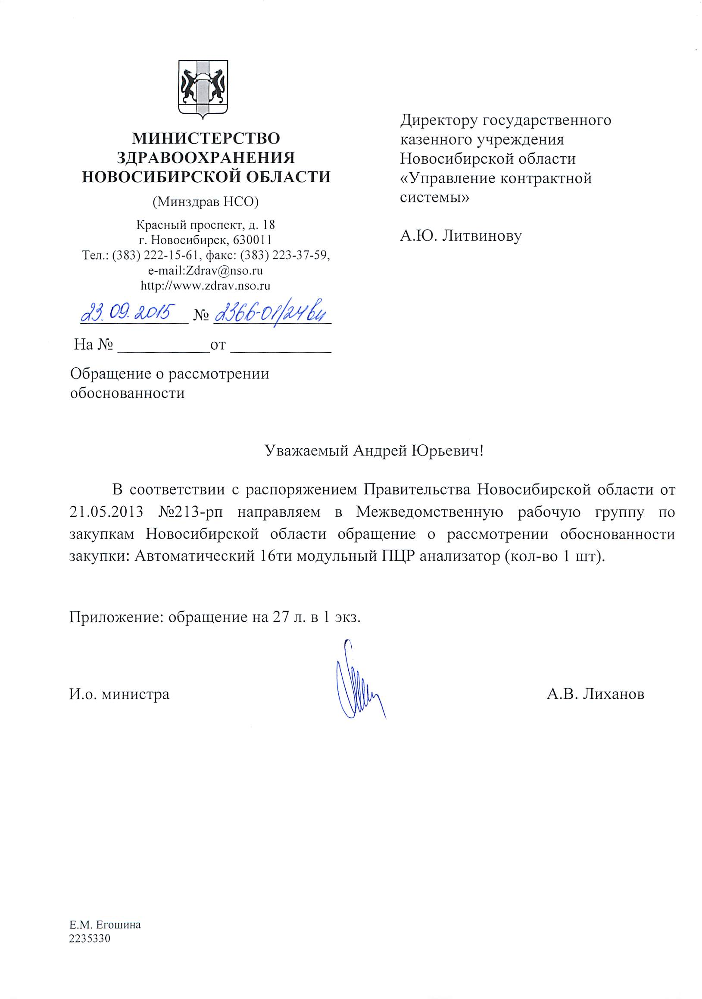 МИНИСТЕРСТВО
ЗДРАВООХРАНЕНИЯ
НОВОСИБИРСКОЙ ОБЛАСТИ
(Минздрав НСО)
Красный проспект, д. 18
г. Новосибирск, 630011
Тел.: (383) 222-15-61, факс: (383) 223-37-59,
e-mail:Zdrav@nso.ru
http://www.zdrav.nso.ru
23.09.2015 № 2366-01/24вн
На № ____________от _____________
Обращение о рассмотрении
обоснованности
Директору государственного
казенного учреждения
Новосибирской области
«Управление контрактной
системы»
А.Ю. Литвинову
Уважаемый Андрей Юрьевич!
В соответствии с распоряжением Правительства Новосибирской области от
21.05.2013 №213-рп направляем в Межведомственную рабочую группу по
закупкам Новосибирской области обращение о рассмотрении обоснованности
закупки: Автоматический 16ти модульный ПЦР анализатор (кол-во 1 шт).
Приложение: обращение на 27 л. в 1 экз.
И.о. министра А.В. Лиханов
Е.М. Егошина
2235330